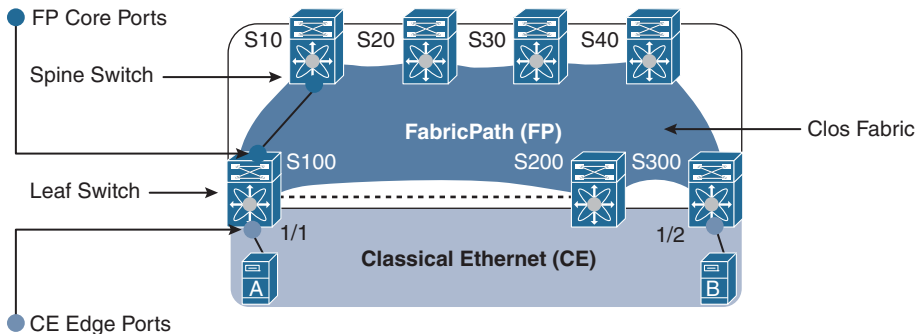 FP Core Ports
S10
S20
S30
S40
Spine Switch
FabricPath (FP)
Clos Fabric
S100
S200
S300
Leaf Switch
1/1
1/2
Classical Ethernet (CE)
A
B
CE Edge Ports